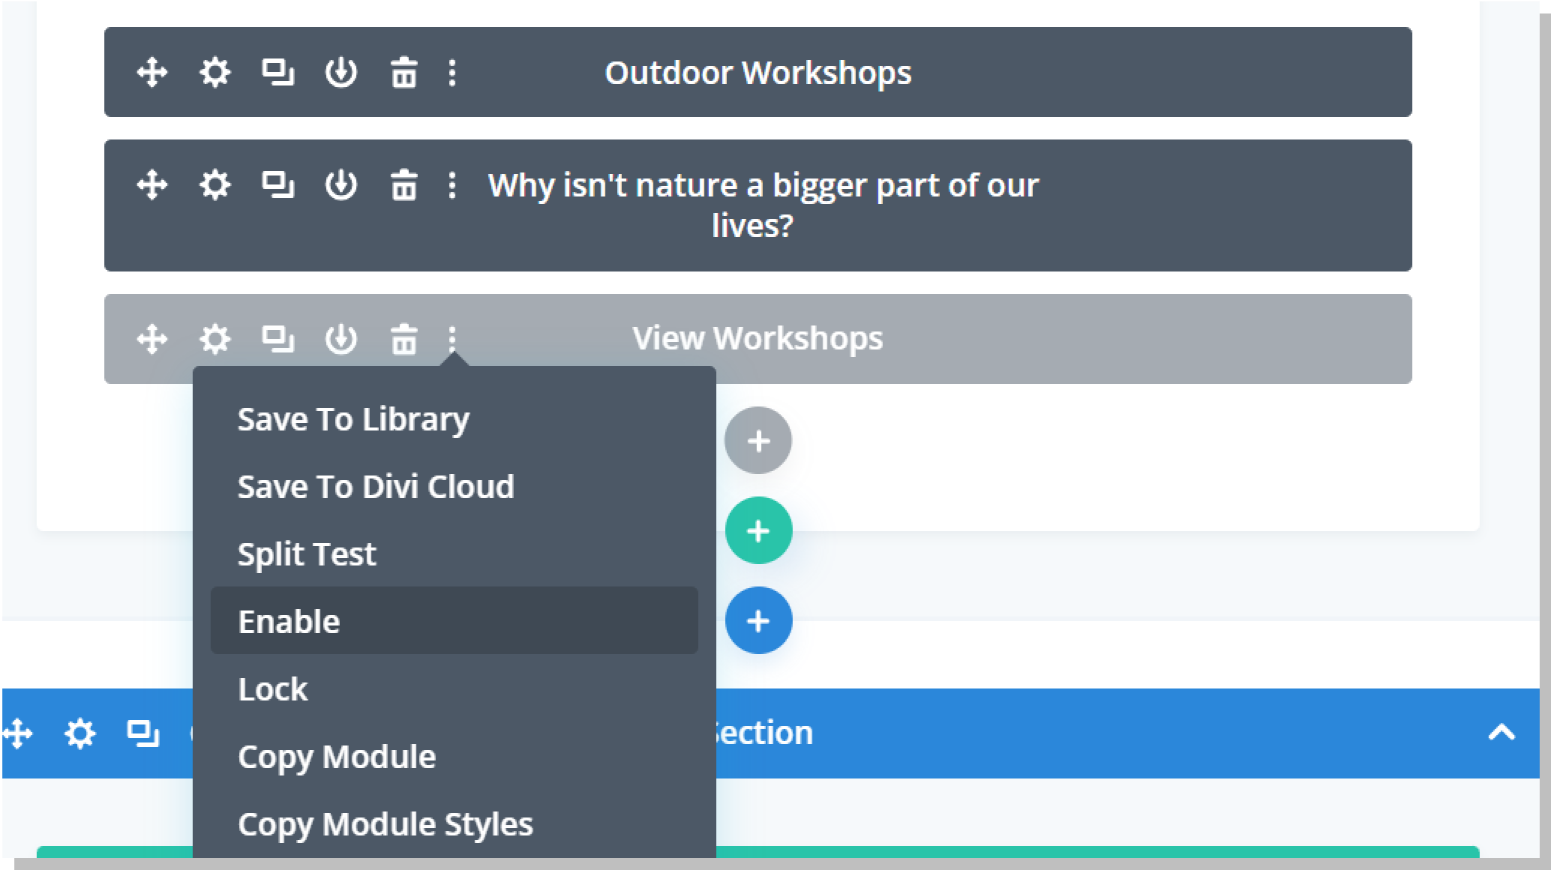 Outdoor Workshops
Why isn't nature a bigger part of our
lives?
View Workshops
Save To Library
Save To Divi Cloud
Split Test
Enable
Lock
Copy Module
Copy Module Styles
Section